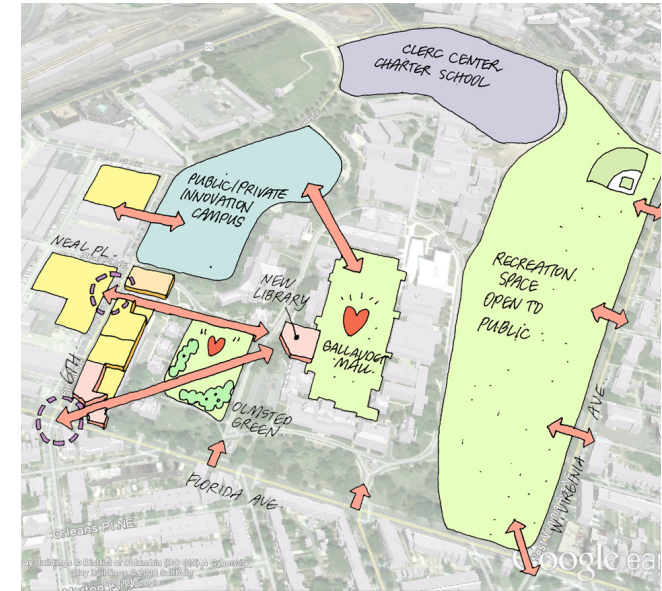 CLERC CENTER
CHARTER SCHOOL
PUBLIC/PRIVATE
INNOVATION
CAMPUS
NEAL PL.
NEW
LIBRARY
GALLAUDET
MALL
RECREATION
SPACE
OPEN TO
PUBLIC
6TH
OLMSTED
GREEN
FLORIDA AVE.
W. VIRGINIA AVE.
Orleans Pl NE
Google ear